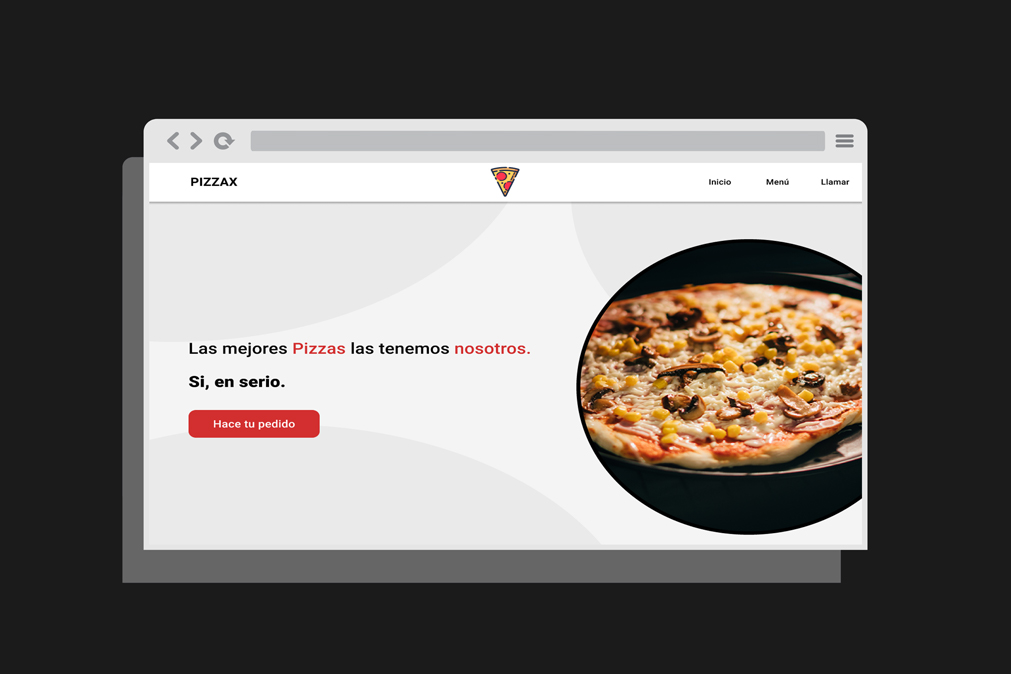 PIZZAX
Inicio Menú Llamar
Las mejores Pizzas las tenemos nosotros.
Si, en serio.
Hace tu pedido